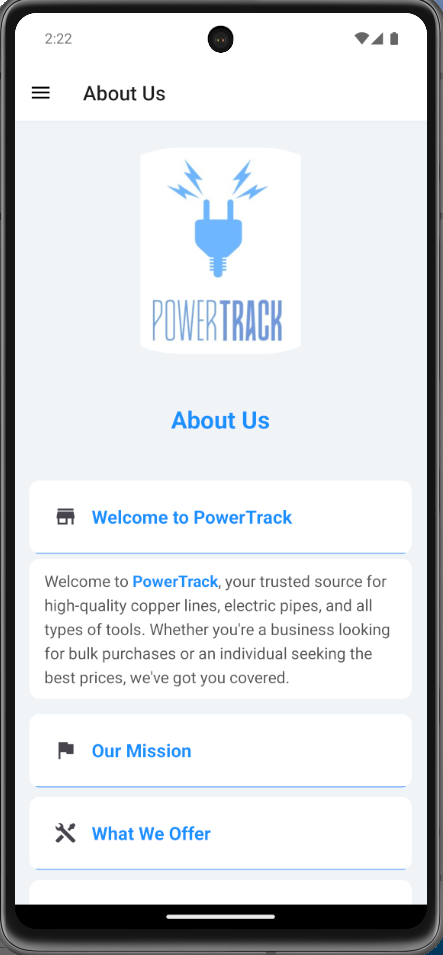 2:22
About Us
POWERTRACK
About Us
Welcome to PowerTrack
Welcome to PowerTrack, your trusted source for
high-quality copper lines, electric pipes, and all
types of tools. Whether you're a business looking
for bulk purchases or an individual seeking the
best prices, we've got you covered.
Our Mission
What We Offer